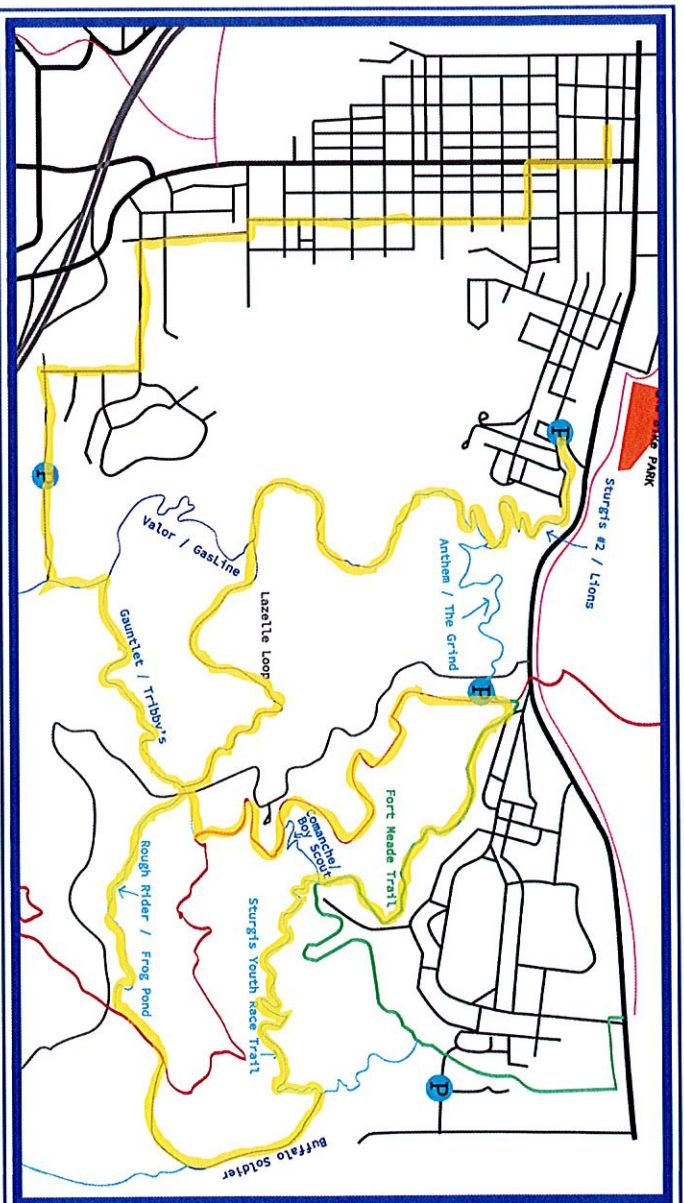 PARK
Sturgis #2 / Lions
P
Anthem / The Grind
P
Lazelle Loop
Valor / GasLine
P
Gauntlet / Tribby's
Fort Meade Trail
Comanche/
Boy Scout
Sturgis Youth Race Trail
Rough Rider / Frog Pond
P
Buffalo Soldier